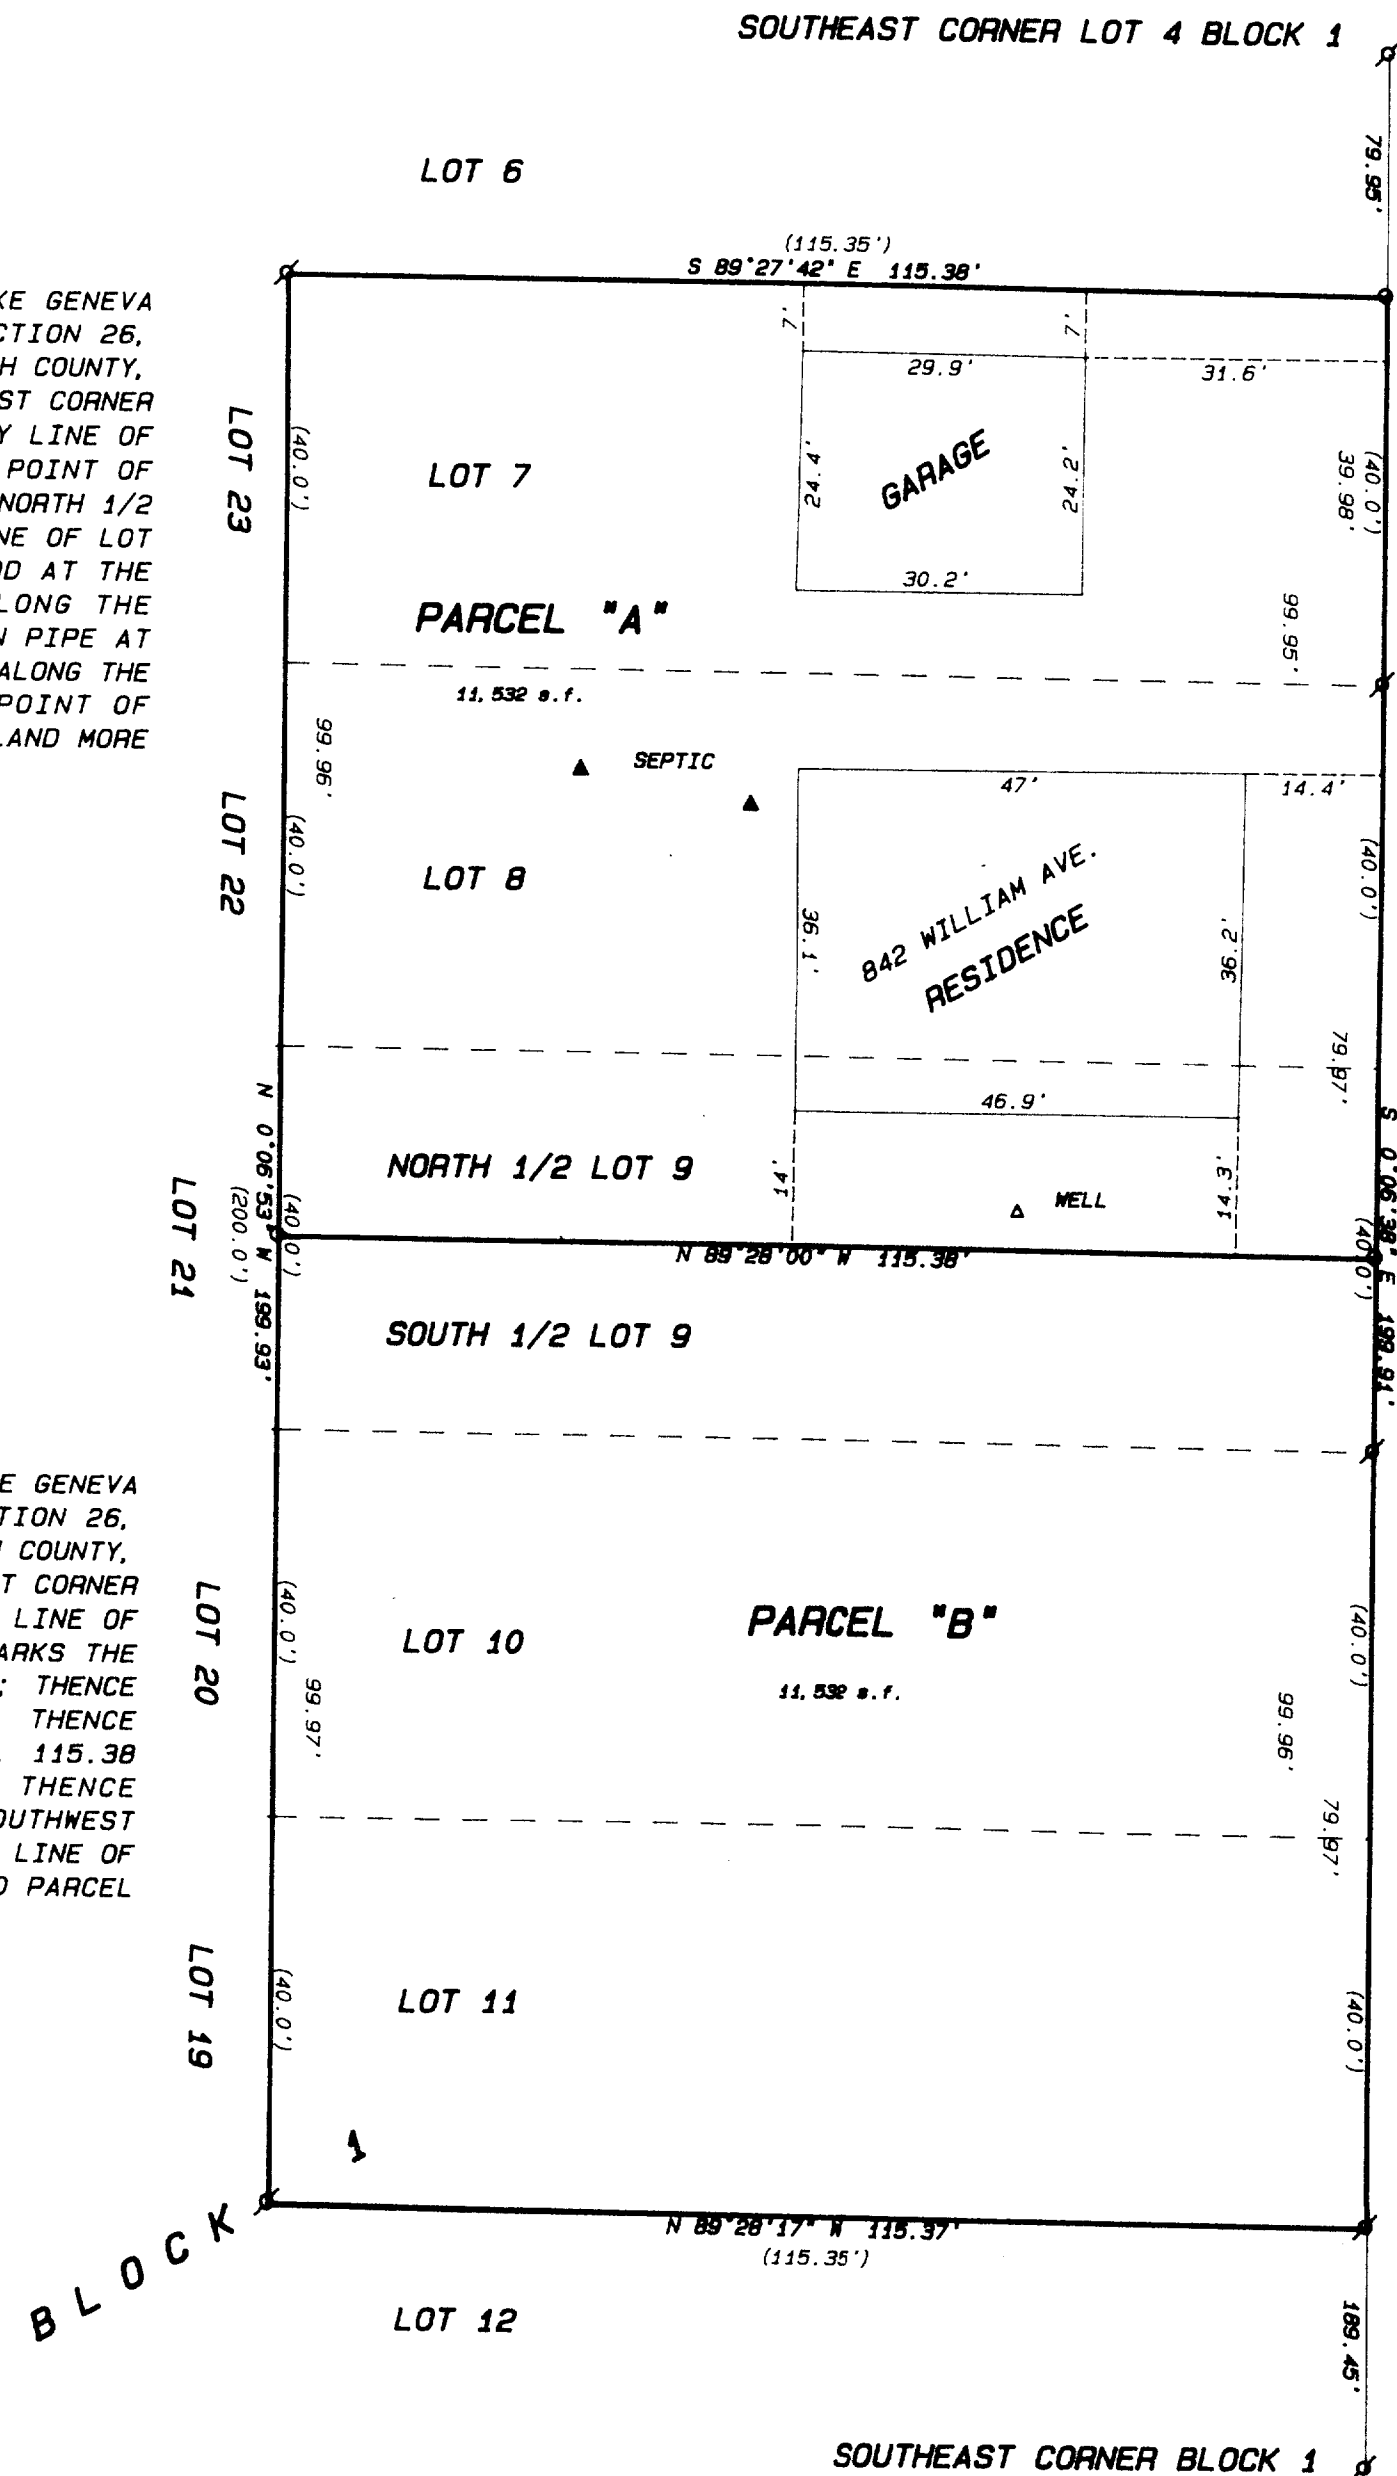 SOUTHEAST CORNER LOT 4 BLOCK 1
79.95'
LOT 6
(115.35')
S 89°27'42" E 115.38'
KE GENEVA
CTION 26,
H COUNTY,
ST CORNER
Y LINE OF
POINT OF
NORTH 1/2
NE OF LOT
OD AT THE
LONG THE
N PIPE AT
ALONG THE
POINT OF
LAND MORE
LOT 23
(40.0')
LOT 7
7'
7'
29.9'
31.6'
24.4'
GARAGE
24.2'
30.2'
(40.0')
39.98'
99.95'
PARCEL "A"
11,532 s.f.
99.96'
SEPTIC
47'
14.4'
LOT 22
(40.0')
LOT 8
842 WILLIAM AVE.
RESIDENCE
36.1'
36.2'
(40.0')
79.97'
46.9'
N 0°06'53" W 199.93'
(200.0')
S 0°06'38" E 199.91'
NORTH 1/2 LOT 9
14'
14.3'
WELL
LOT 21
(40.0')
(40.0')
N 89°28'00" W 115.38'
SOUTH 1/2 LOT 9
E GENEVA
TION 26,
COUNTY,
T CORNER
LINE OF
ARKS THE
; THENCE
THENCE
115.38
THENCE
OUTHWEST
LINE OF
D PARCEL
LOT 20
(40.0')
LOT 10
PARCEL "B"
11,532 s.f.
(40.0')
99.97'
99.96'
79.97'
LOT 19
(40.0')
LOT 11
(40.0')
BLOCK 1
N 89°28'17" W 115.37'
(115.35')
LOT 12
189.45'
SOUTHEAST CORNER BLOCK 1